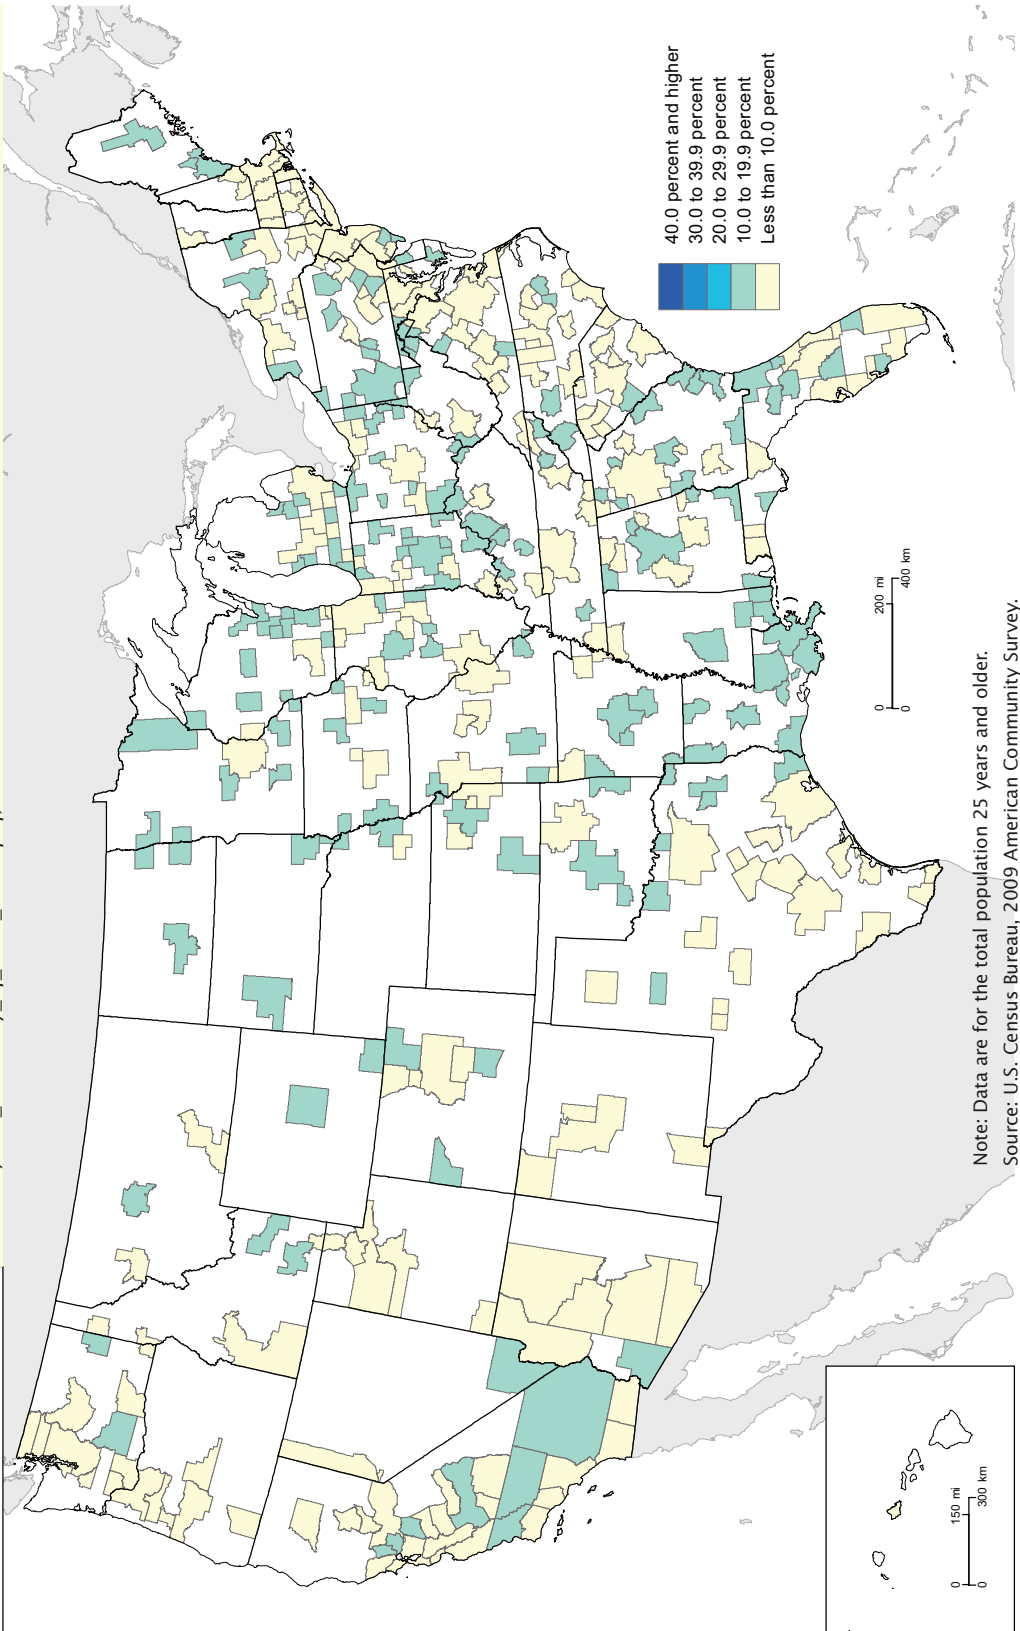 40.0 percent and higher
30.0 to 39.9 percent
20.0 to 29.9 percent
10.0 to 19.9 percent
Less than 10.0 percent
0 200 mi
0 400 km
0 150 mi
0 300 km
Note: Data are for the total population 25 years and older.
Source: U.S. Census Bureau, 2009 American Community Survey.